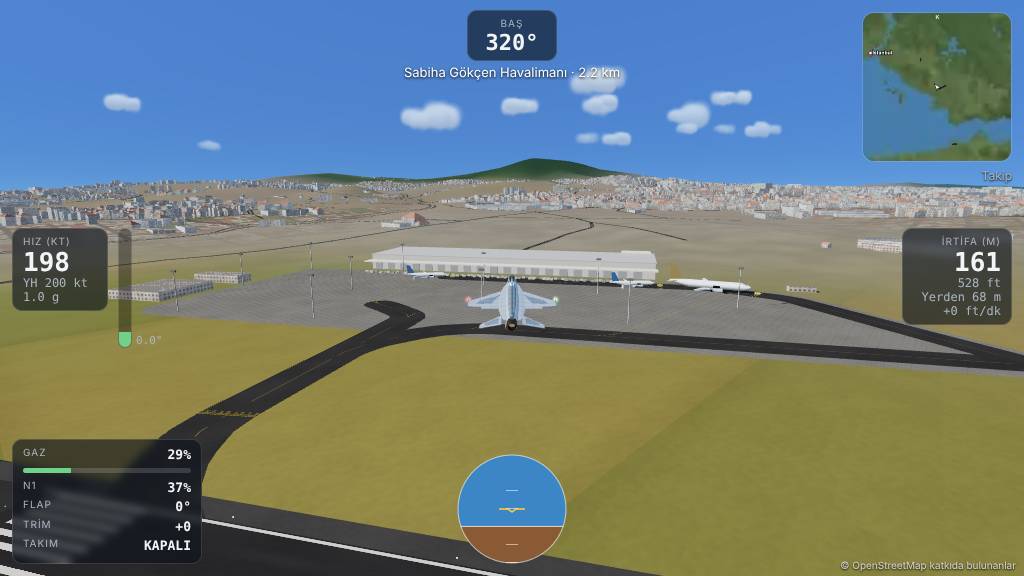 BAŞ
320°
Sabiha Gökçen Havalimanı · 2.2 km
K
İstanbul
Takip
HIZ (KT)
198
YH 200 kt
1.0 g
0.0°
İRTİFA (M)
161
528 ft
Yerden 68 m
+0 ft/dk
GAZ 29%
N1 37%
FLAP 0°
TRİM +0
TAKIM KAPALI
© OpenStreetMap katkıda bulunanlar